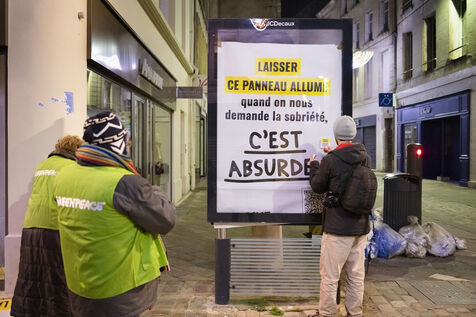 JCDecaux
LAISSER
CE PANNEAU ALLUMÉ
quand on nous
demande la sobriété,
C'EST
ABSURDE
GREENPEACE